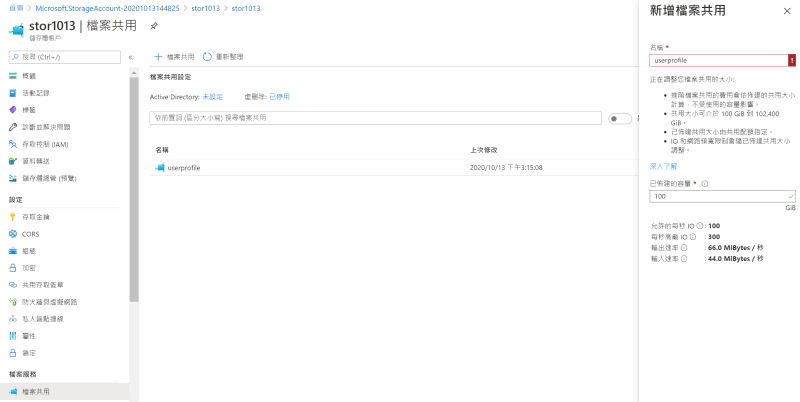 首頁 > Microsoft.StorageAccount-20201013144825 > stor1013 > stor1013
stor1013 | 檔案共用
儲存體帳戶
搜尋 (Ctrl+/)
概觀
活動記錄
標籤
診斷並解決問題
存取控制 (IAM)
資料轉送
儲存體總管 (預覽)
設定
存取金鑰
CORS
組態
加密
共用存取簽章
防火牆與虛擬網路
私人端點連線
屬性
鎖定
檔案服務
檔案共用
+ 檔案共用 重新整理
檔案共用設定
Active Directory: 未設定 虛刪除: 已停用
依前置詞 (區分大小寫) 搜尋檔案共用
名稱 上次修改
userprofile 2020/10/13 下午3:15:08
新增檔案共用
名稱 *
userprofile
正在調整您檔案共用的大小:
• 進階檔案共用的費用會依佈建的共用大小
計算，不受使用的容量影響。
• 共用大小可介於 100 GiB 到 102,400
GiB。
• 已佈建共用大小由共用配額指定。
• IO 和網路頻寬限制會隨已佈建共用大小
調整。
深入了解
已佈建的容量 *
100
GiB
允許的每秒 IO : 100
每秒高載 IO : 300
輸出速率 : 66.0 MiBytes / 秒
輸入速率 : 44.0 MiBytes / 秒